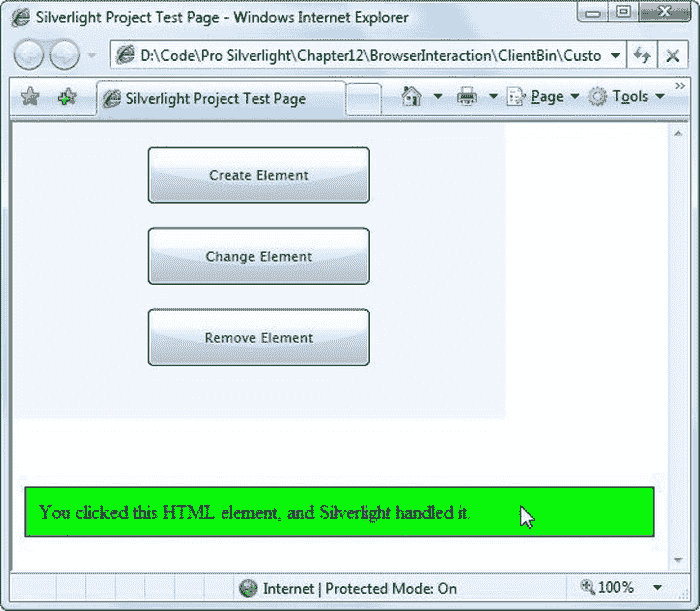 Silverlight Project Test Page - Windows Internet Explorer
D:\Code\Pro Silverlight\Chapter12\BrowserInteraction\ClientBin\Custo
Silverlight Project Test Page
Page
Tools
Create Element
Change Element
Remove Element
You clicked this HTML element, and Silverlight handled it.
Internet | Protected Mode: On
100%